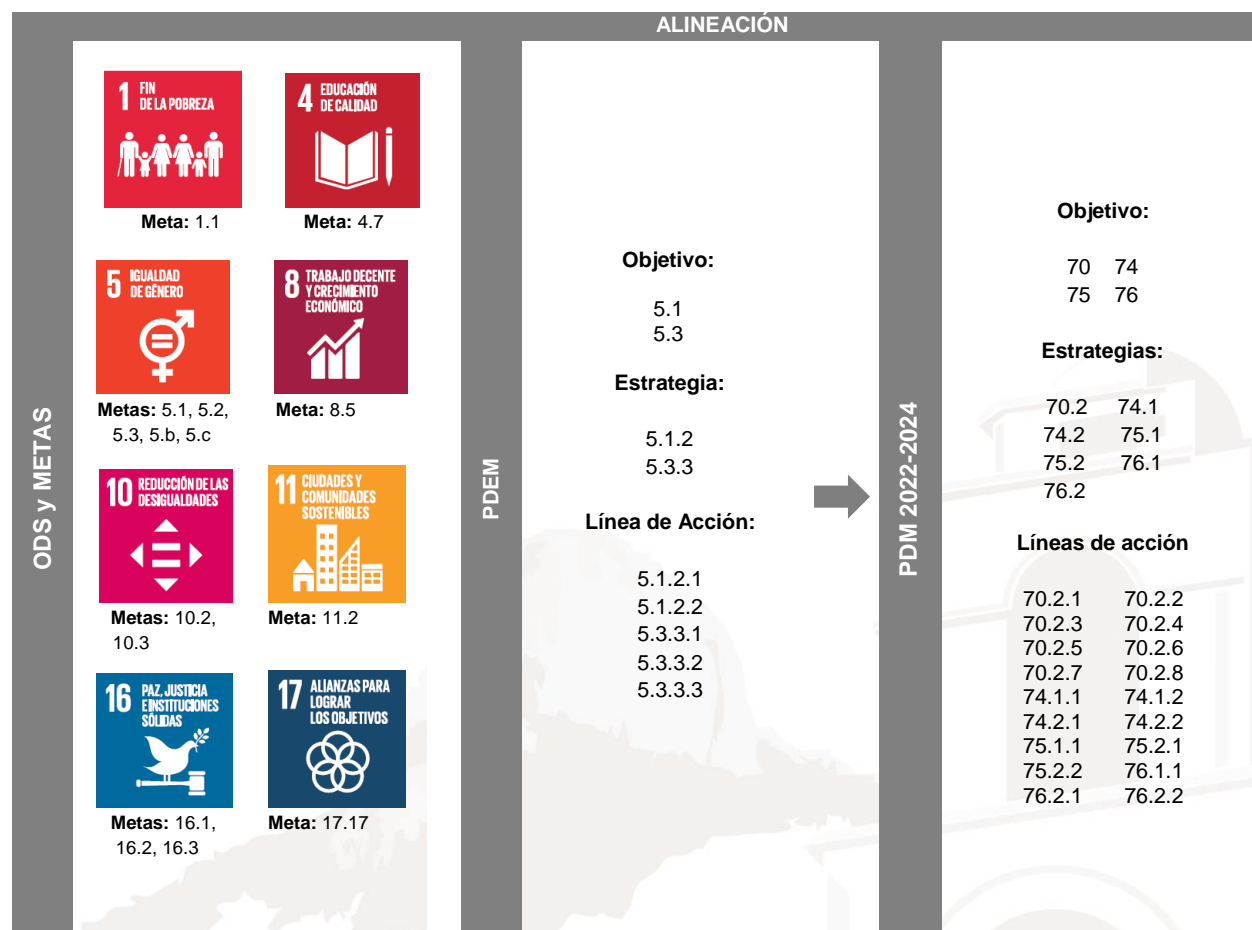 ALINEACIÓN
ODS y METAS
1 FIN
DE LA POBREZA
Meta: 1.1
4 EDUCACIÓN
DE CALIDAD
Meta: 4.7
5 IGUALDAD
DE GÉNERO
Metas: 5.1, 5.2,
5.3, 5.b, 5.c
8 TRABAJO DECENTE
Y CRECIMIENTO
ECONÓMICO
Meta: 8.5
10 REDUCCIÓN DE LAS
DESIGUALDADES
Metas: 10.2,
10.3
11 CIUDADES Y
COMUNIDADES
SOSTENIBLES
Meta: 11.2
16 PAZ, JUSTICIA
E INSTITUCIONES
SÓLIDAS
Metas: 16.1,
16.2, 16.3
17 ALIANZAS PARA
LOGRAR
LOS OBJETIVOS
Meta: 17.17
PDEM
Objetivo:
5.1
5.3
Estrategia:
5.1.2
5.3.3
Línea de Acción:
5.1.2.1
5.1.2.2
5.3.3.1
5.3.3.2
5.3.3.3
PDM 2022-2024
Objetivo:
70 74
75 76
Estrategias:
70.2 74.1
74.2 75.1
75.2 76.1
76.2
Líneas de acción
70.2.1 70.2.2
70.2.3 70.2.4
70.2.5 70.2.6
70.2.7 70.2.8
74.1.1 74.1.2
74.2.1 74.2.2
75.1.1 75.2.1
75.2.2 76.1.1
76.2.1 76.2.2